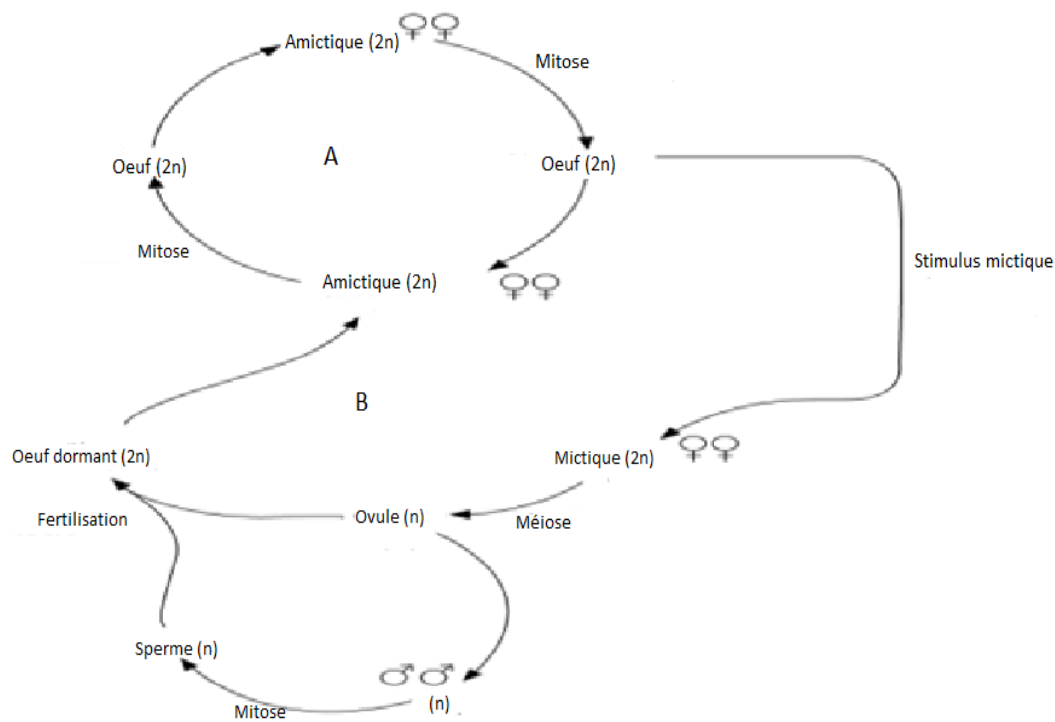 Amictique (2n)
Mitose
Oeuf (2n)
A
Oeuf (2n)
Mitose
Amictique (2n)
Stimulus mictique
B
Oeuf dormant (2n)
Mictique (2n)
Fertilisation
Ovule (n)
Méiose
Sperme (n)
(n)
Mitose